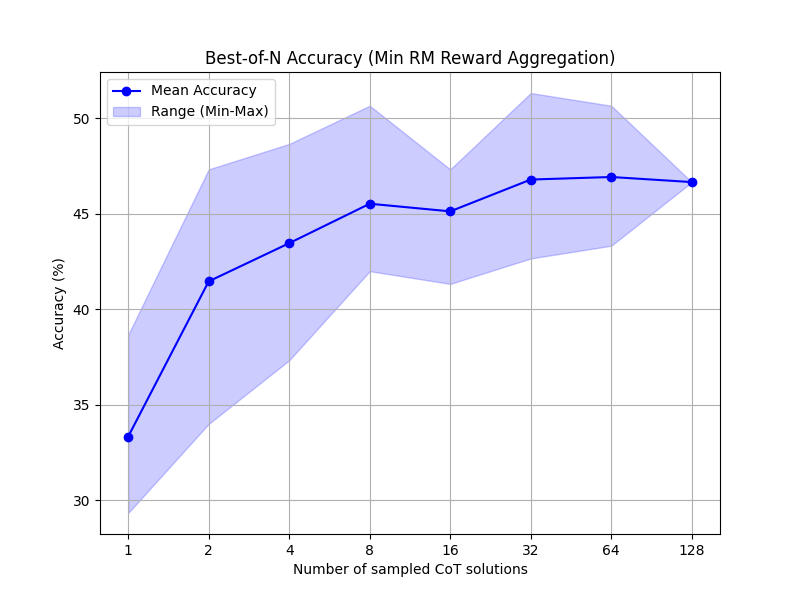 Best-of-N Accuracy (Min RM Reward Aggregation)
Mean Accuracy
Range (Min-Max)
Accuracy (%)
50
45
40
35
30
1 2 4 8 16 32 64 128
Number of sampled CoT solutions